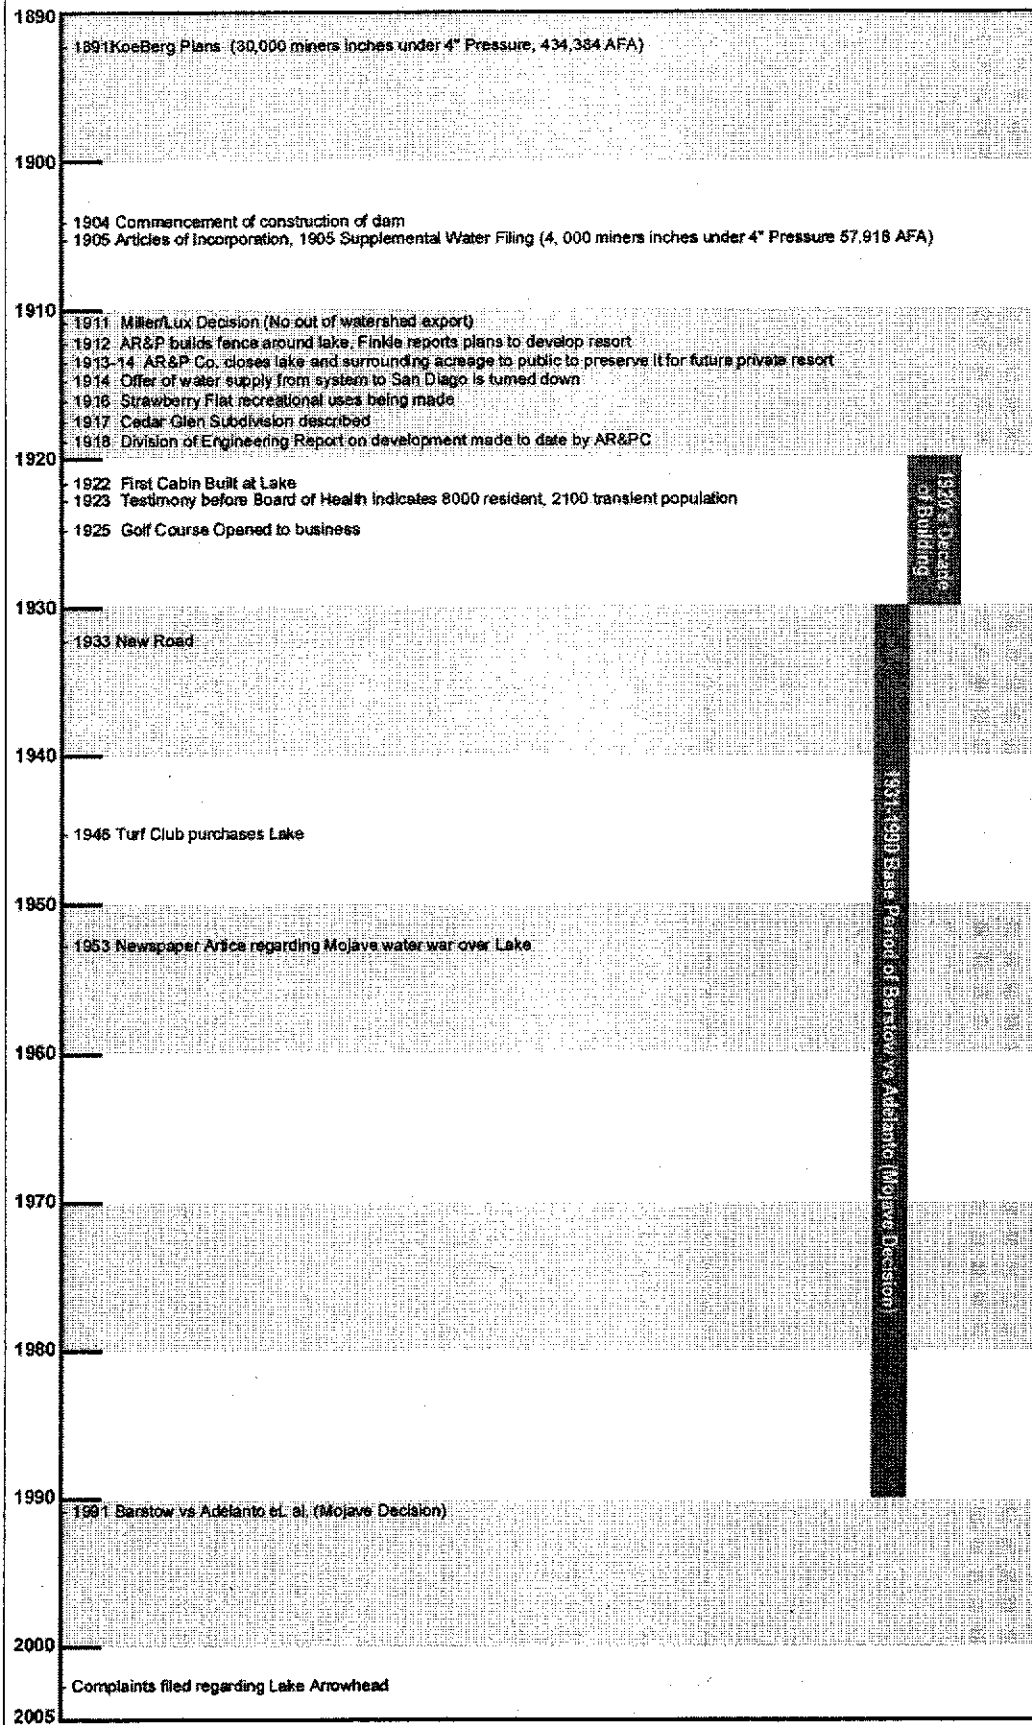 1890
1891KoeBerg Plans (30,000 miners inches under 4" Pressure, 434,384 AFA)
1900
1904 Commencement of construction of dam
1905 Articles of Incorporation, 1905 Supplemental Water Filing (4, 000 miners inches under 4" Pressure 57,918 AFA)
1910
1911 Miller/Lux Decision (No out of watershed export)
1912 AR&P builds fence around lake, Finkle reports plans to develop resort
1913-14 AR&P Co. closes lake and surrounding acreage to public to preserve it for future private resort
1914 Offer of water supply from system to San Diago is turned down
1916 Strawberry Flat recreational uses being made
1917 Cedar Glen Subdivision described
1918 Division of Engineering Report on development made to date by AR&PC
1920
1922 First Cabin Built at Lake
1923 Testimony before Board of Health indicates 8000 resident, 2100 transient population
1925 Golf Course Opened to business
1920's Decade
of Building
1930
1933 New Road
1940
1946 Turf Club purchases Lake
1950
1953 Newspaper Artice regarding Mojave water war over Lake
1931-1990 Base Period of Barstow vs Adelanto (Mojave Decision)
1960
1970
1980
1990
1991 Barstow vs Adelanto et. al. (Mojave Decision)
2000
Complaints filed regarding Lake Arrowhead
2005